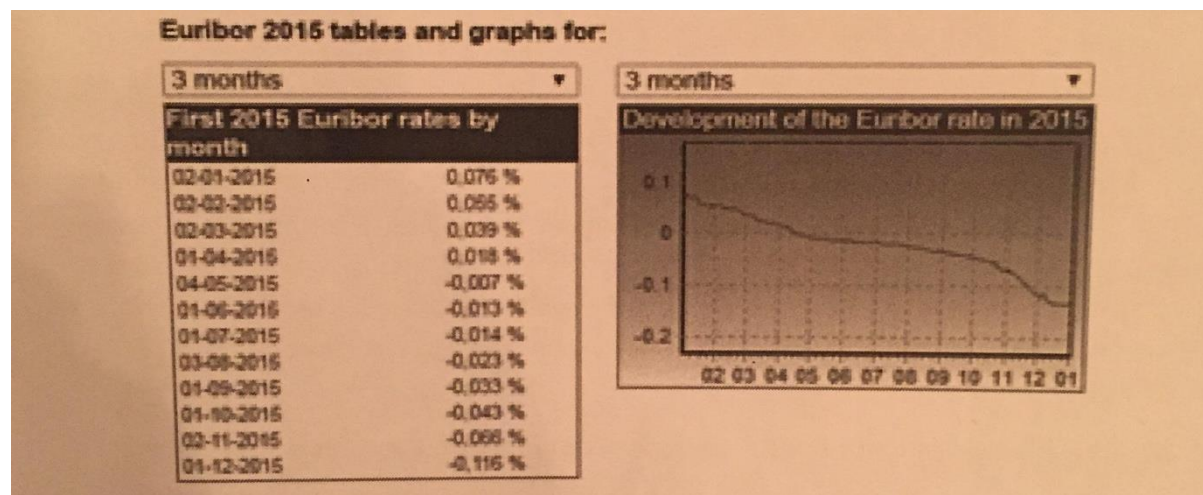 Euribor 2015 tables and graphs for:
3 months
First 2015 Euribor rates by
month
02-01-2015 0,076 %
02-02-2015 0,055 %
02-03-2015 0,039 %
01-04-2015 0,018 %
04-05-2015 -0,007 %
01-06-2015 -0,013 %
01-07-2015 -0,014 %
03-08-2015 -0,023 %
01-09-2015 -0,033 %
01-10-2015 -0,043 %
02-11-2015 -0,066 %
01-12-2015 -0,116 %
3 months
Development of the Euribor rate in 2015
0.1
0
-0.1
-0.2
02 03 04 05 06 07 08 09 10 11 12 01